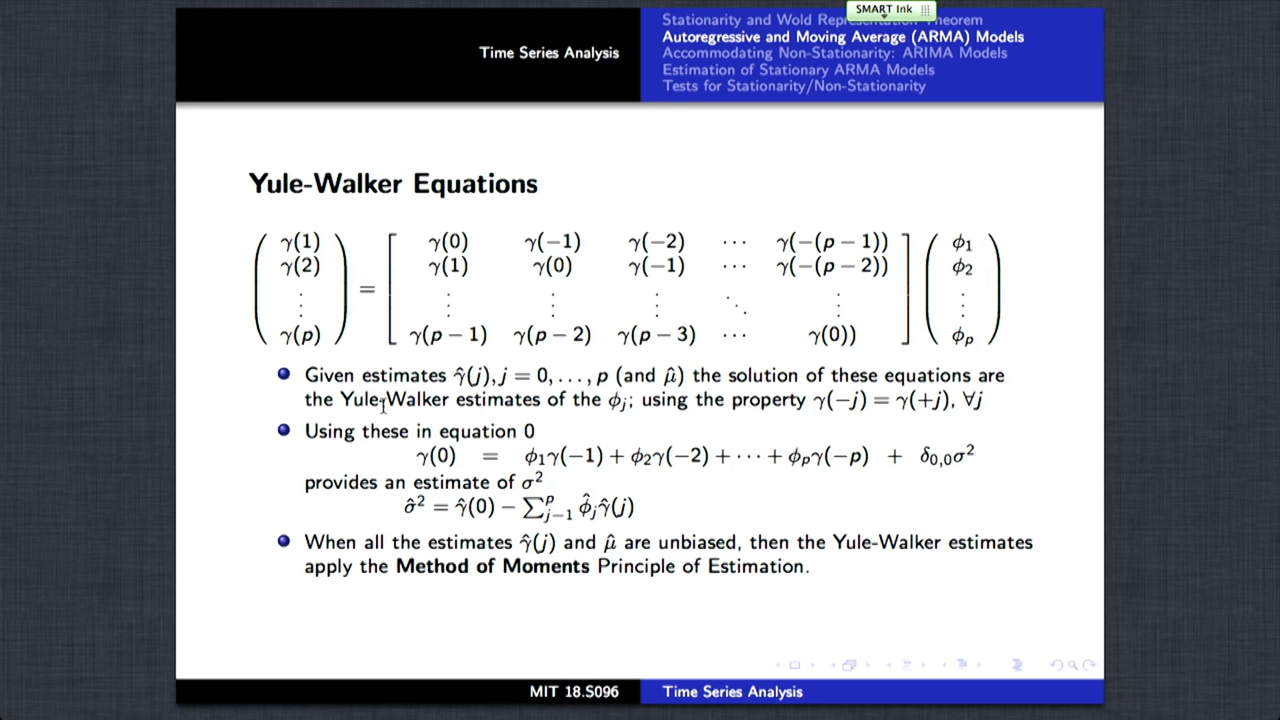 SMART Ink
Time Series Analysis
Stationarity and Wold Representation Theorem
Autoregressive and Moving Average (ARMA) Models
Accommodating Non-Stationarity: ARIMA Models
Estimation of Stationary ARMA Models
Tests for Stationarity/Non-Stationarity
Yule-Walker Equations
γ(1) γ(0) γ(−1) γ(−2) ⋯ γ(−(p − 1)) ϕ₁
γ(2) γ(1) γ(0) γ(−1) ⋯ γ(−(p − 2)) ϕ₂
⋮ = ⋮ ⋮ ⋮ ⋱ ⋮ ⋮
γ(p) γ(p − 1) γ(p − 2) γ(p − 3) ⋯ γ(0)) ϕₚ
Given estimates γ̂(j), j = 0, . . . , p (and μ̂) the solution of these equations are
the Yule-Walker estimates of the ϕⱼ; using the property γ(−j) = γ(+j), ∀j
Using these in equation 0
γ(0) = ϕ₁γ(−1) + ϕ₂γ(−2) + ⋯ + ϕₚγ(−p) + δ₀,₀σ²
provides an estimate of σ²
σ̂² = γ̂(0) − ∑ᵖⱼ₋₁ ϕ̂ⱼγ̂(j)
When all the estimates γ̂(j) and μ̂ are unbiased, then the Yule-Walker estimates
apply the Method of Moments Principle of Estimation.
MIT 18.S096
Time Series Analysis